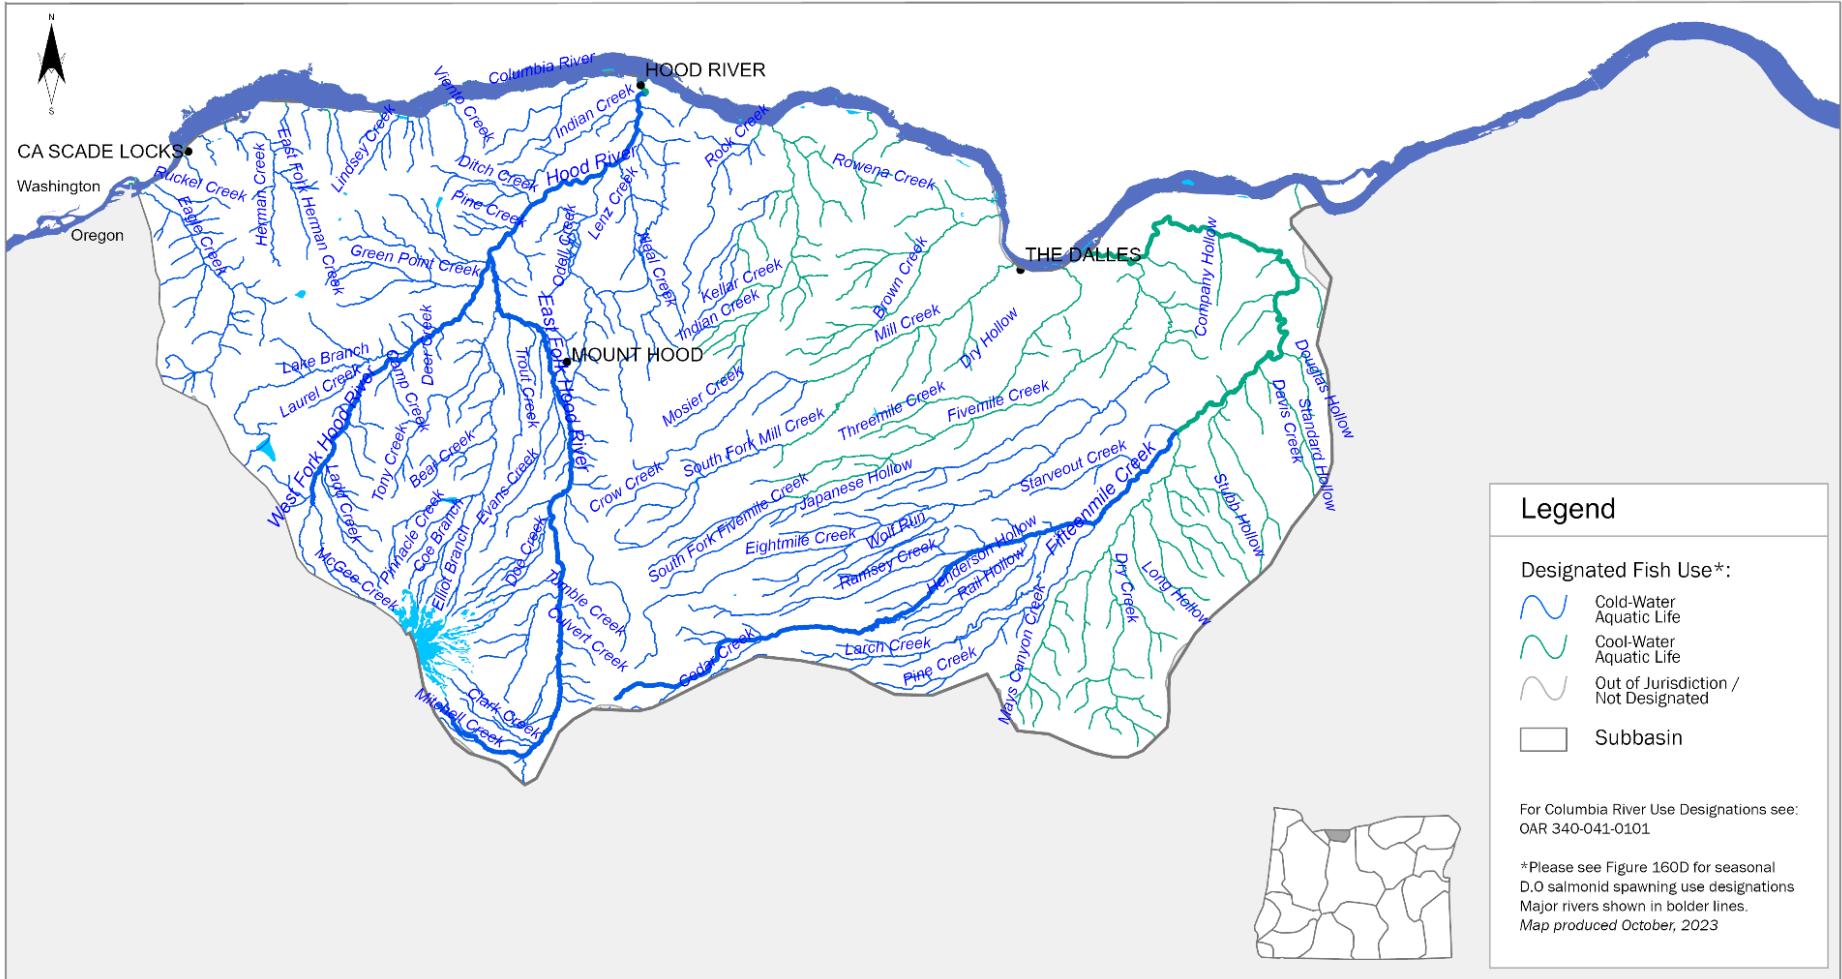 N
S
Columbia River
HOOD RIVER
Viento Creek
Indian Creek
CA SCADE LOCKS
Washington
Oregon
Ruckel Creek
Eagle Creek
Herman Creek
East Fork Herman Creek
Lindsey Creek
Ditch Creek
Hood River
Pine Creek
Lenz Creek
Rock Creek
Rowena Creek
Green Point Creek
Odell Creek
Neal Creek
Kellar Creek
Indian Creek
Brown Creek
THE DALLES
Company Hollow
Mill Creek
Dry Hollow
Lake Branch
Laurel Creek
Camp Creek
Deer Creek
Trout Creek
East Fork Hood River
MOUNT HOOD
Mosier Creek
West Fork Hood River
Ladd Creek
Tony Creek
Bear Creek
Evans Creek
Crow Creek
South Fork Mill Creek
Threemile Creek
Fivemile Creek
Douglas Hollow
Davis Creek
Standard Hollow
Japanese Hollow
South Fork Fivemile Creek
Starveout Creek
Fifteenmile Creek
Stubb Hollow
McGee Creek
Pinnacle Creek
Coe Branch
Elliot Branch
Doe Creek
Tumble Creek
Culvert Creek
Eightmile Creek
Wolf Run
Ramsey Creek
Henderson Hollow
Rail Hollow
Dry Creek
Long Hollow
Mays Canyon Creek
Larch Creek
Pine Creek
Cedar Creek
Clark Creek
Mitchell Creek
Legend
Designated Fish Use*:
Cold-Water
Aquatic Life
Cool-Water
Aquatic Life
Out of Jurisdiction /
Not Designated
Subbasin
For Columbia River Use Designations see:
OAR 340-041-0101
*Please see Figure 160D for seasonal
D.O salmonid spawning use designations
Major rivers shown in bolder lines.
Map produced October, 2023